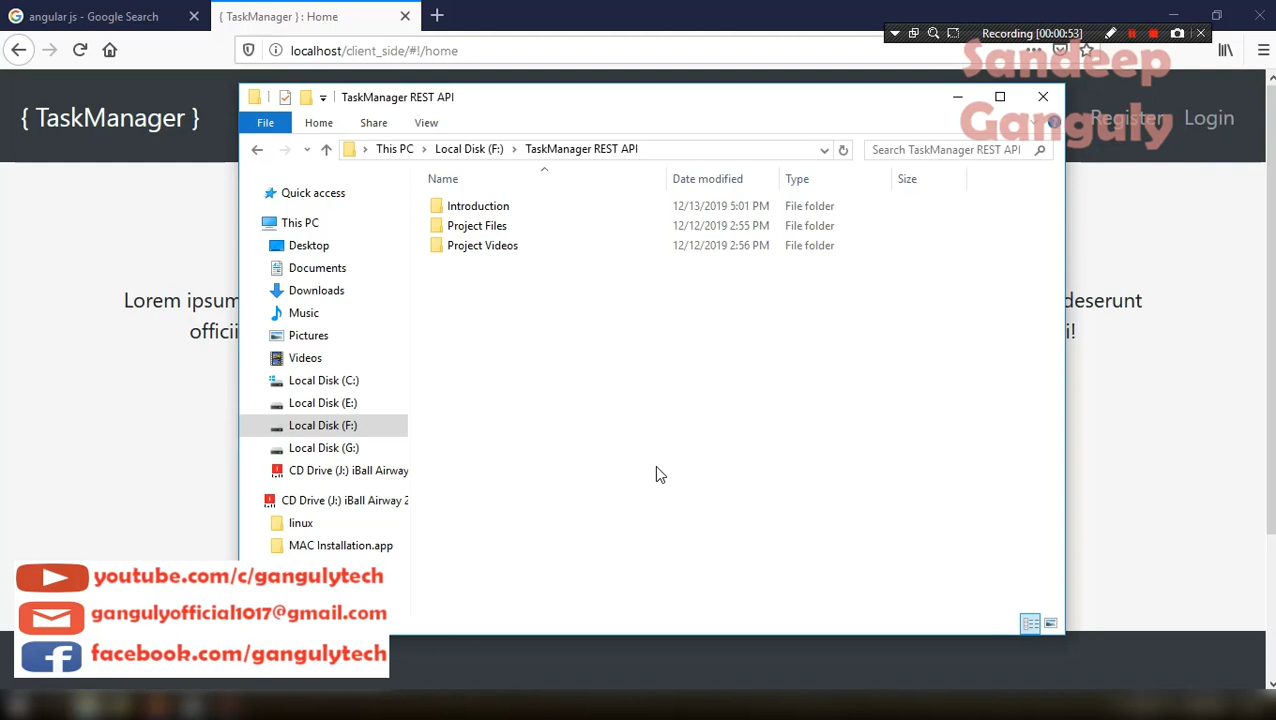 angular js - Google Search
{ TaskManager } : Home
localhost/client_side/#!/home
Recording [00:00:53]
Sandeep
Ganguly
{ TaskManager }
Register
Login
TaskManager REST API
File
Home
Share
View
This PC
Local Disk (F:)
TaskManager REST API
Search TaskManager REST API
Name
Date modified
Type
Size
Introduction
12/13/2019 5:01 PM
File folder
Project Files
12/12/2019 2:55 PM
File folder
Project Videos
12/12/2019 2:56 PM
File folder
Quick access
This PC
Desktop
Documents
Downloads
Music
Pictures
Videos
Local Disk (C:)
Local Disk (E:)
Local Disk (F:)
Local Disk (G:)
CD Drive (J:) iBall Airway
CD Drive (J:) iBall Airway 2
linux
MAC Installation.app
Lorem ipsum
deserunt
youtube.com/c/gangulytech
gangulyofficial1017@gmail.com
facebook.com/gangulytech